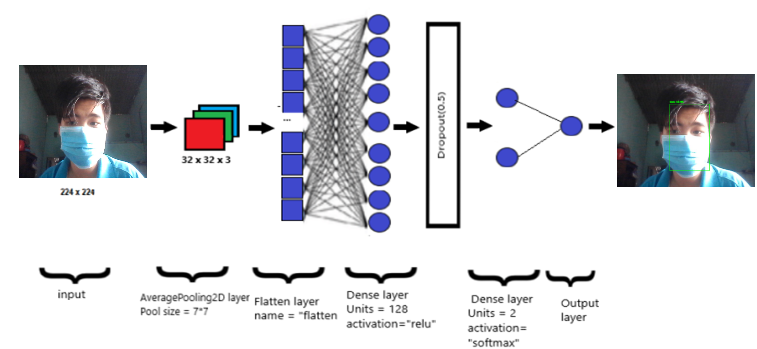 224 x 224
32 x 32 x 3
...
Dropout(0.5)
input
AveragePooling2D layer
Pool size = 7*7
Flatten layer
name = "flatten
Dense layer
Units = 128
activation="relu"
Dense layer
Units = 2
activation=
"softmax"
Output
layer